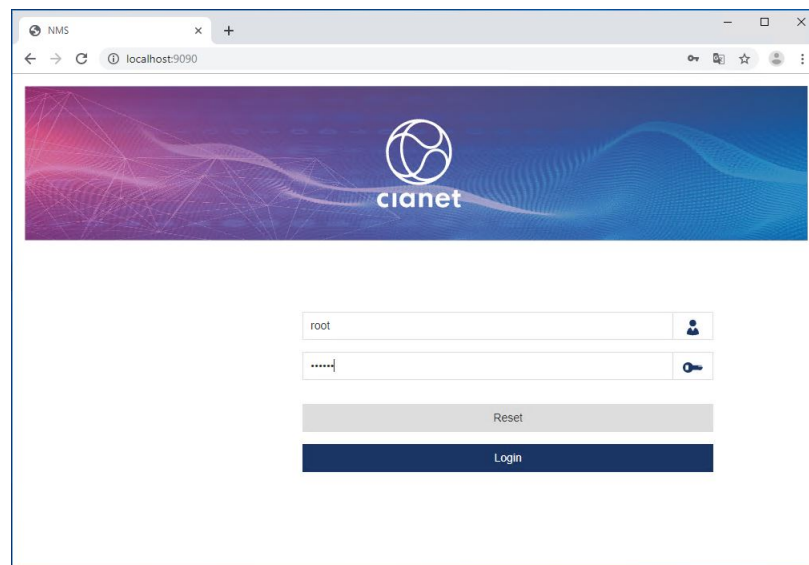 NMS
localhost:9090
cianet
root
••••••
Reset
Login